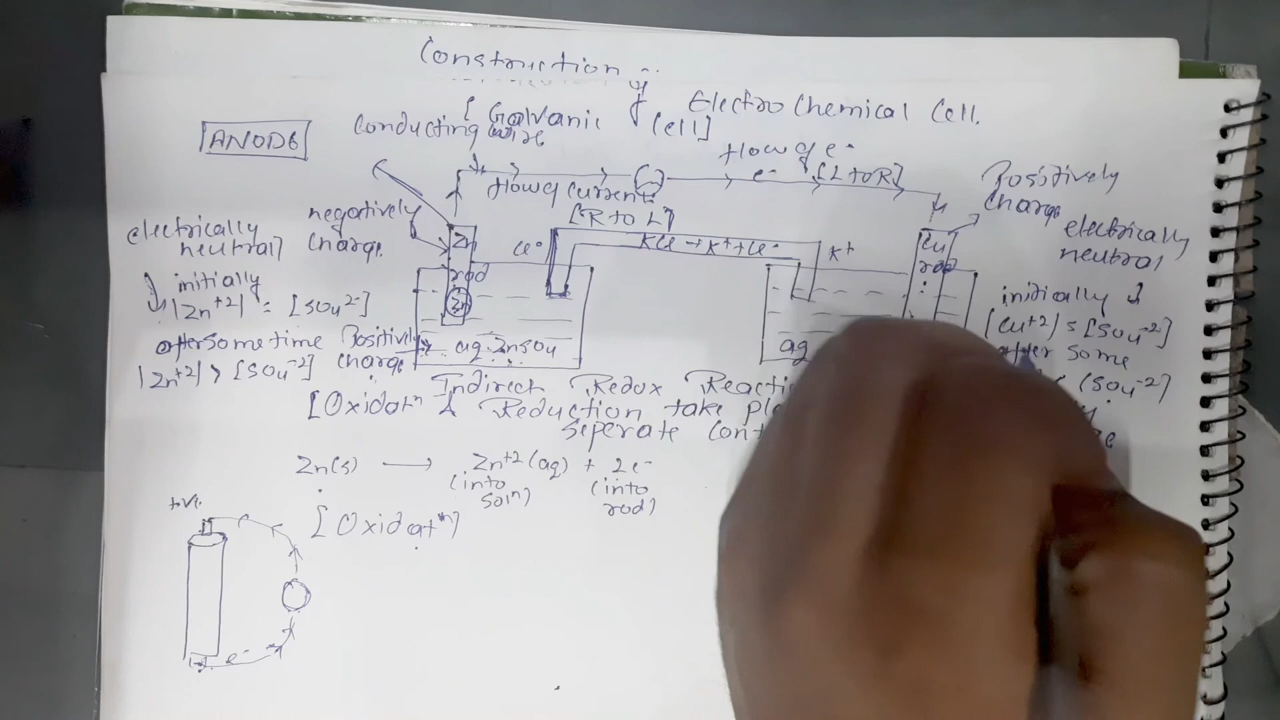 Construction of
Electro Chemical Cell.
[Galvanic Cell]
ANODE
Conducting wire
flow of e-
e- [L to R]
flow of current
[R to L]
Positively
charge
electrically
neutral
electrically
neutral]
negatively
charge
Zn
rod
Zn
Cl-
KCl → K+ + Cl-
K+
Cu
rod
initially
[Zn+2] = [SO4 2-]
after some time
[Zn+2] > [SO4-2]
Positively
charge
aq. ZnSO4
aq
initially
[Cu+2] = [SO4-2]
after some
< [SO4-2]
Indirect Redox Reacti
[Oxidatn & Reduction take pla
seperate cont
Zn(s) → Zn+2 (aq) + 2e-
(into
soln)
(into
rod)
[Oxidatn]
+ve
e-